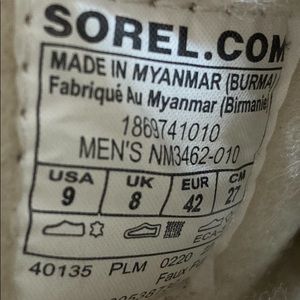 SOREL.COM
MADE IN MYANMAR (BURMA)
Fabriqué Au Myanmar (Birmanie)
1869741010
MEN'S NM3462-010
USA UK EUR CM
9 8 42 27
40135 PLM 0220
Faux